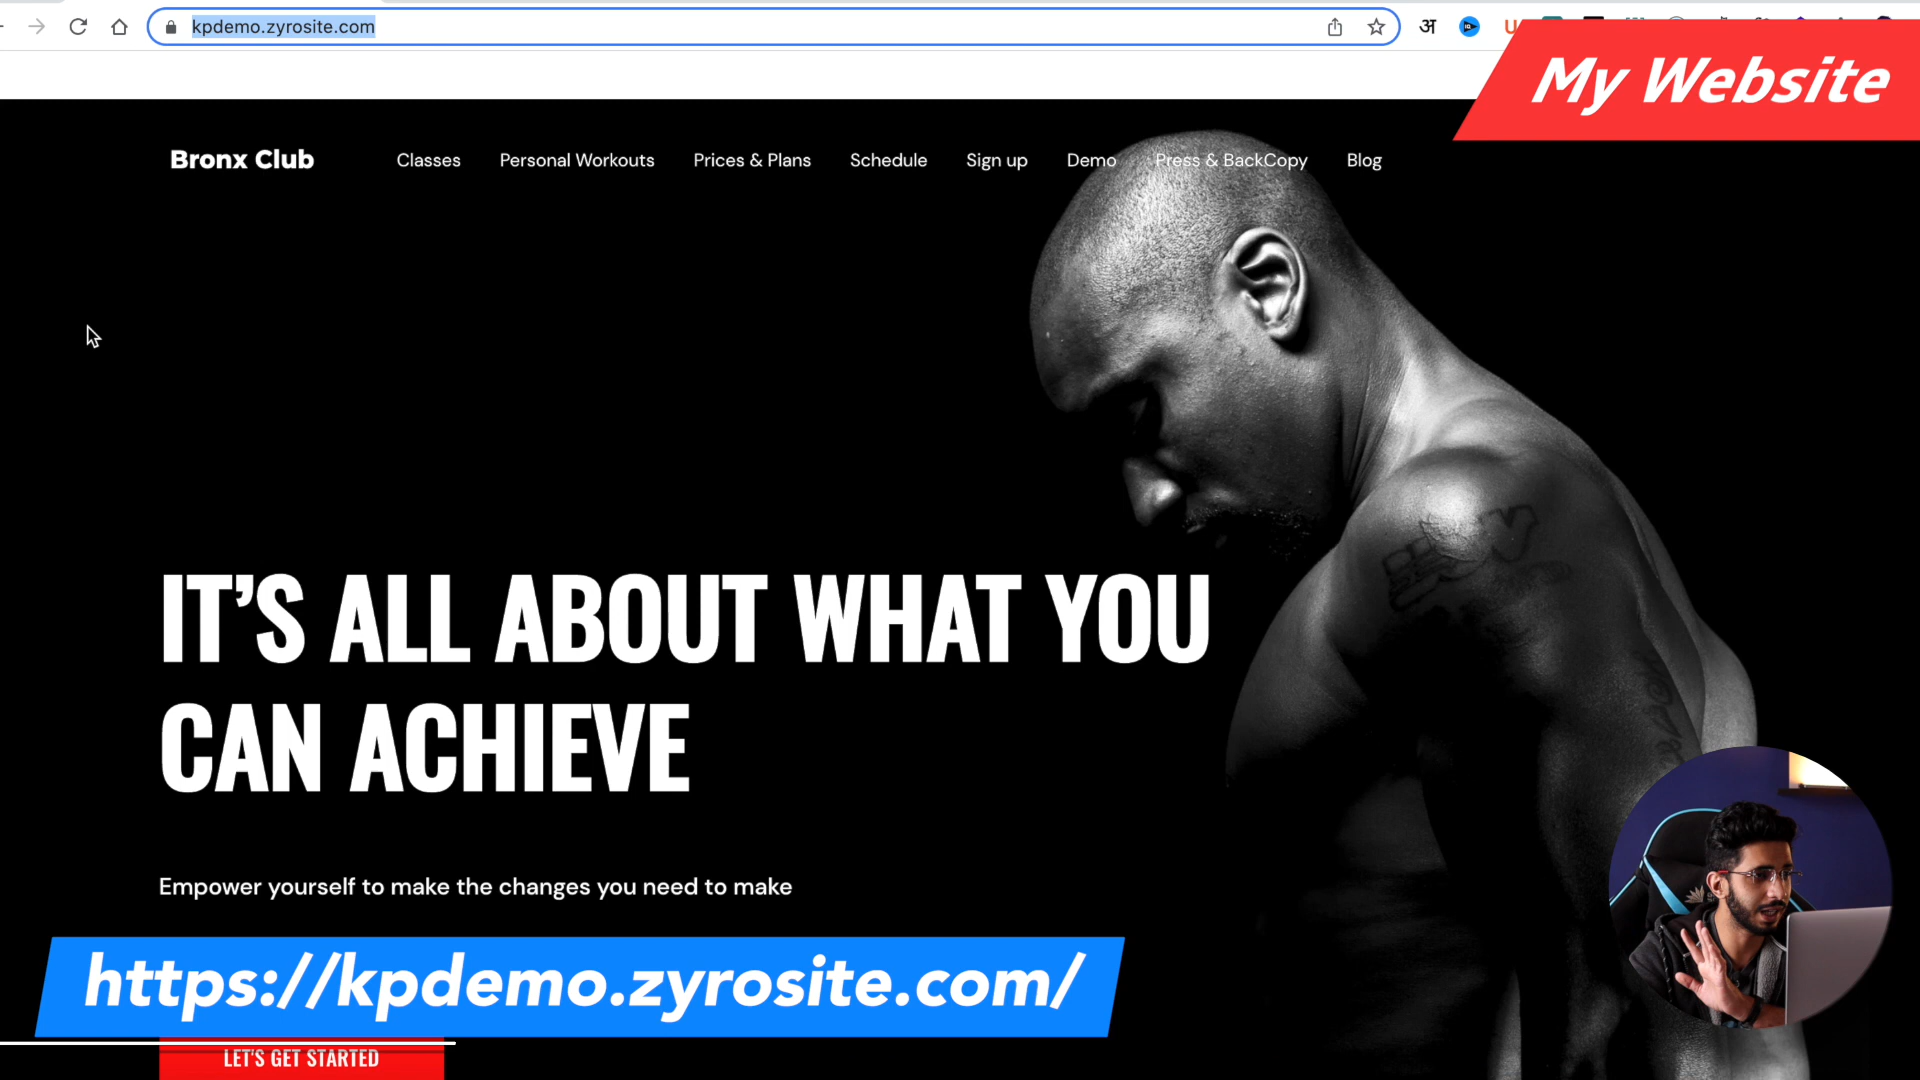 kpdemo.zyrosite.com
अ
My Website
Bronx Club Classes Personal Workouts Prices & Plans Schedule Sign up Demo Press & BackCopy Blog
IT’S ALL ABOUT WHAT YOU
CAN ACHIEVE
Empower yourself to make the changes you need to make
https://kpdemo.zyrosite.com/
LET'S GET STARTED